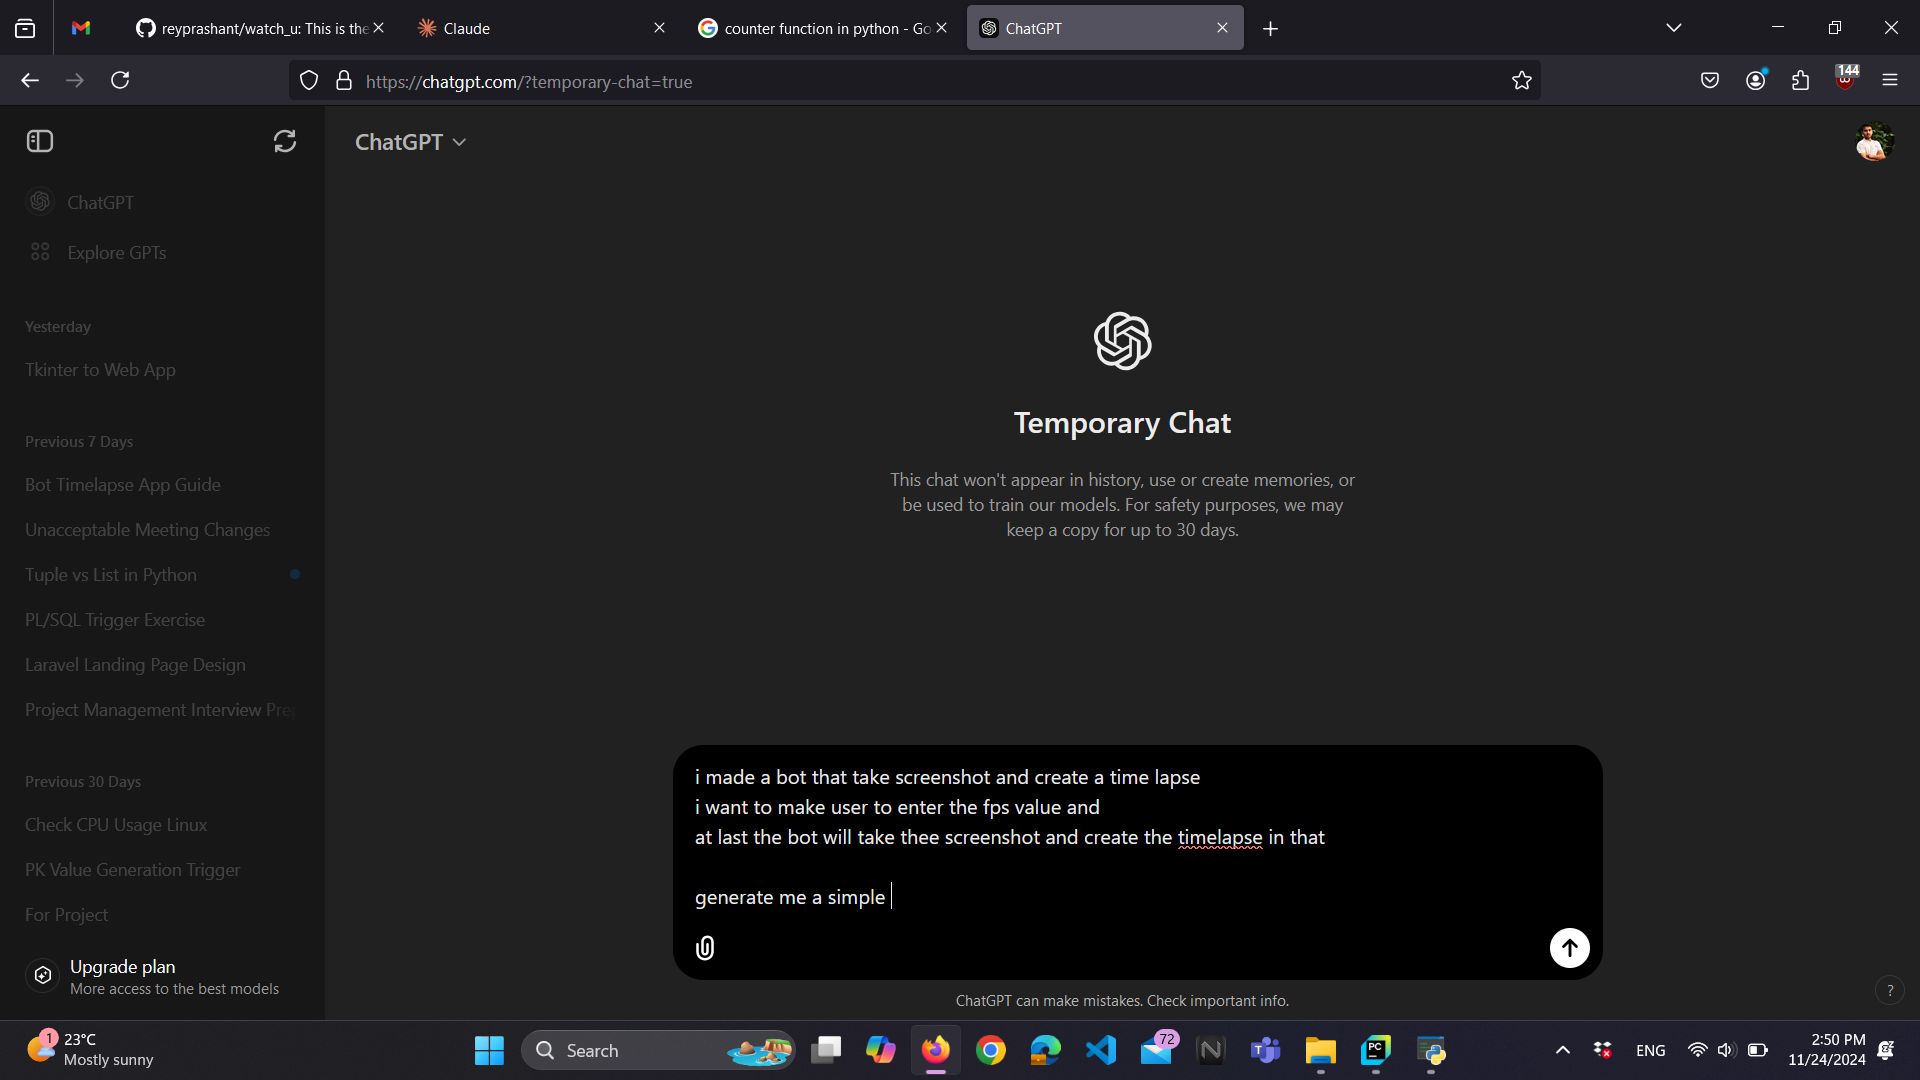 reyprashant/watch_u: This is the
Claude
counter function in python - Go
ChatGPT
https://chatgpt.com/?temporary-chat=true
144
ChatGPT
ChatGPT
Explore GPTs
Yesterday
Tkinter to Web App
Previous 7 Days
Bot Timelapse App Guide
Unacceptable Meeting Changes
Tuple vs List in Python
PL/SQL Trigger Exercise
Laravel Landing Page Design
Project Management Interview Prep
Previous 30 Days
Check CPU Usage Linux
PK Value Generation Trigger
For Project
Upgrade plan
More access to the best models
Temporary Chat
This chat won't appear in history, use or create memories, or
be used to train our models. For safety purposes, we may
keep a copy for up to 30 days.
i made a bot that take screenshot and create a time lapse
i want to make user to enter the fps value and
at last the bot will take thee screenshot and create the timelapse in that
generate me a simple
ChatGPT can make mistakes. Check important info.
?
1
23°C
Mostly sunny
Search
72
PC
ENG
2:50 PM
11/24/2024